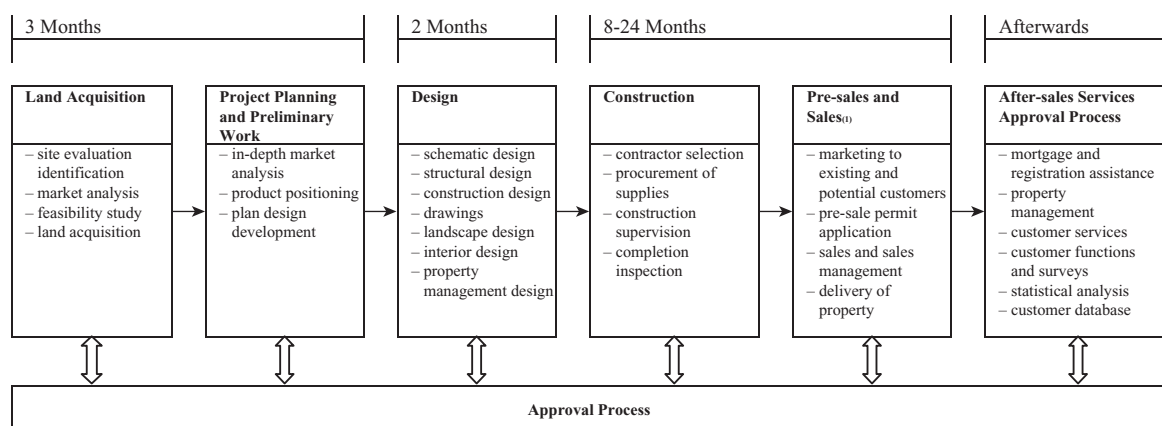 3 Months
2 Months
8-24 Months
Afterwards
Land Acquisition
– site evaluation
identification
– market analysis
– feasibility study
– land acquisition
Project Planning
and Preliminary
Work
– in-depth market
analysis
– product positioning
– plan design
development
Design
– schematic design
– structural design
– construction design
– drawings
– landscape design
– interior design
– property
management design
Construction
– contractor selection
– procurement of
supplies
– construction
supervision
– completion
inspection
Pre-sales and
Sales(1)
– marketing to
existing and
potential customers
– pre-sale permit
application
– sales and sales
management
– delivery of
property
After-sales Services
Approval Process
– mortgage and
registration assistance
– property
management
– customer services
– customer functions
and surveys
– statistical analysis
– customer database
Approval Process